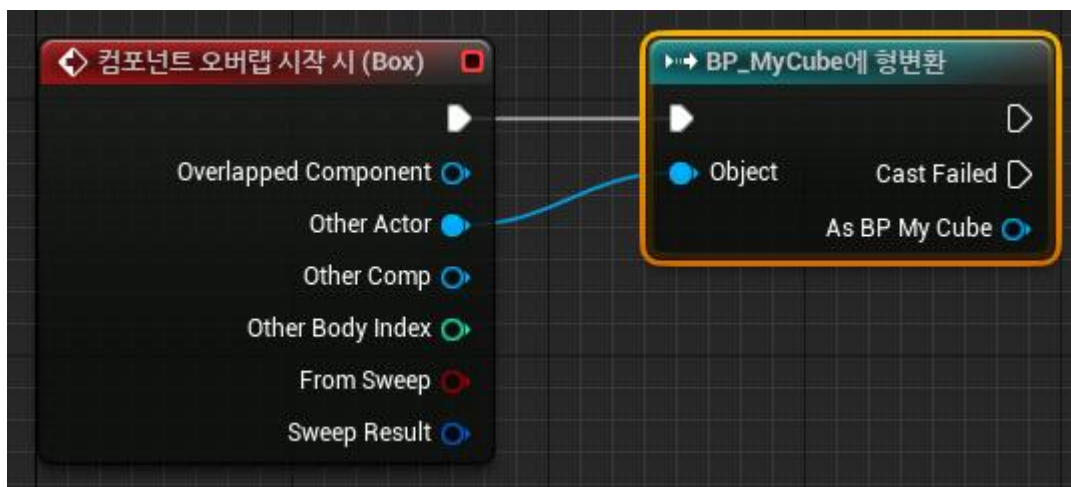 컴포넌트 오버랩 시작 시 (Box)
Overlapped Component
Other Actor
Other Comp
Other Body Index
From Sweep
Sweep Result
BP_MyCube에 형변환
Object
Cast Failed
As BP My Cube